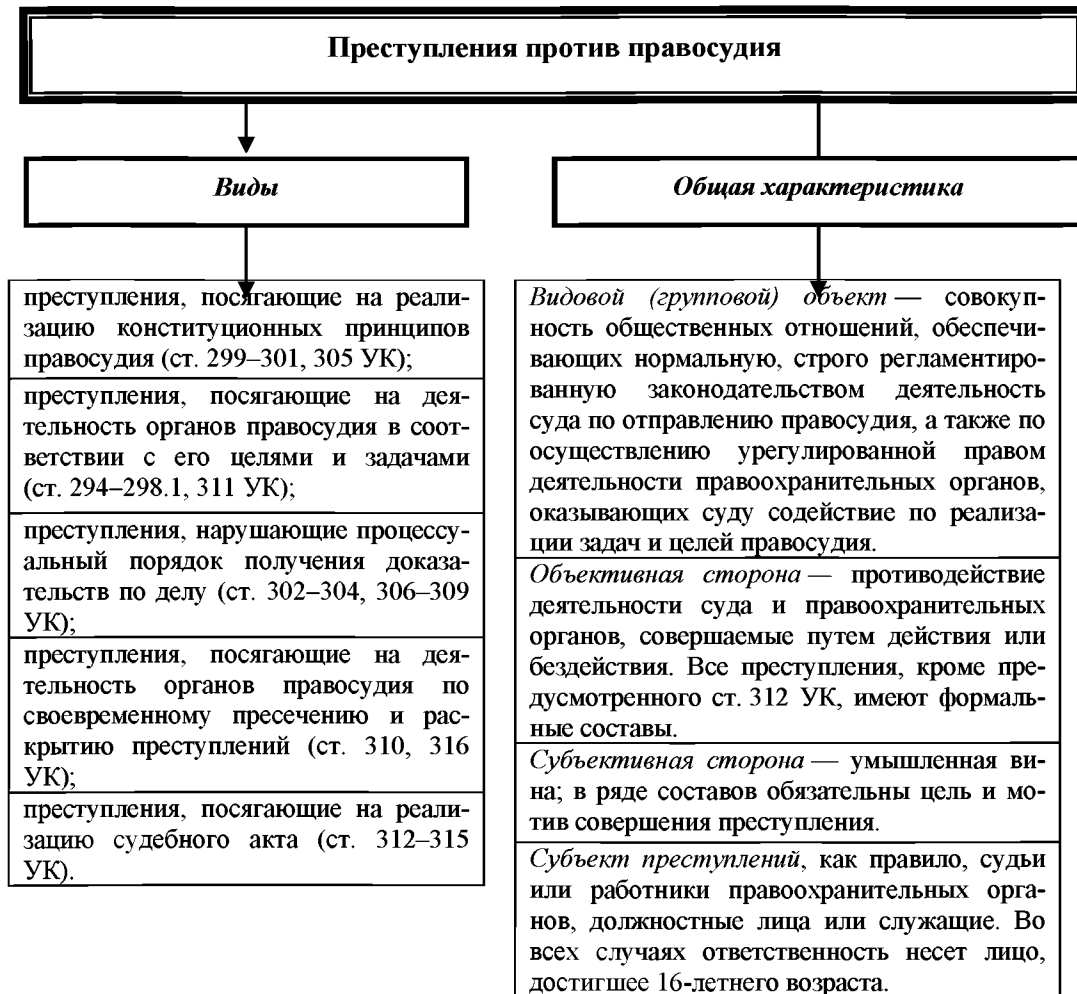 Преступления против правосудия
Виды
преступления, посягающие на реали-
зацию конституционных принципов
правосудия (ст. 299–301, 305 УК);
преступления, посягающие на дея-
тельность органов правосудия в соот-
ветствии с его целями и задачами
(ст. 294–298.1, 311 УК);
преступления, нарушающие процессу-
альный порядок получения доказа-
тельств по делу (ст. 302–304, 306–309
УК);
преступления, посягающие на дея-
тельность органов правосудия по
своевременному пресечению и рас-
крытию преступлений (ст. 310, 316
УК);
преступления, посягающие на реали-
зацию судебного акта (ст. 312–315
УК).
Общая характеристика
Видовой (групповой) объект — совокуп-
ность общественных отношений, обеспечи-
вающих нормальную, строго регламентиро-
ванную законодательством деятельность
суда по отправлению правосудия, а также по
осуществлению урегулированной правом
деятельности правоохранительных органов,
оказывающих суду содействие по реализа-
ции задач и целей правосудия.
Объективная сторона — противодействие
деятельности суда и правоохранительных
органов, совершаемые путем действия или
бездействия. Все преступления, кроме пре-
дусмотренного ст. 312 УК, имеют формаль-
ные составы.
Субъективная сторона — умышленная ви-
на; в ряде составов обязательны цель и мо-
тив совершения преступления.
Субъект преступлений, как правило, судьи
или работники правоохранительных орга-
нов, должностные лица или служащие. Во
всех случаях ответственность несет лицо,
достигшее 16-летнего возраста.